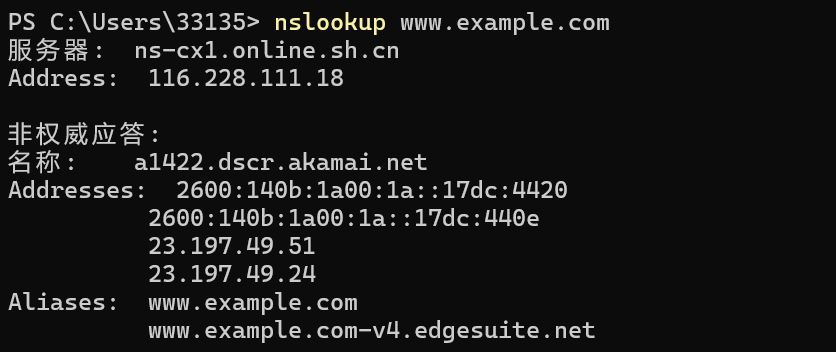 PS C:\Users\33135> nslookup www.example.com
服务器:  ns-cx1.online.sh.cn
Address:  116.228.111.18

非权威应答:
名称:    a1422.dscr.akamai.net
Addresses:  2600:140b:1a00:1a::17dc:4420
          2600:140b:1a00:1a::17dc:440e
          23.197.49.51
          23.197.49.24
Aliases:  www.example.com
          www.example.com-v4.edgesuite.net